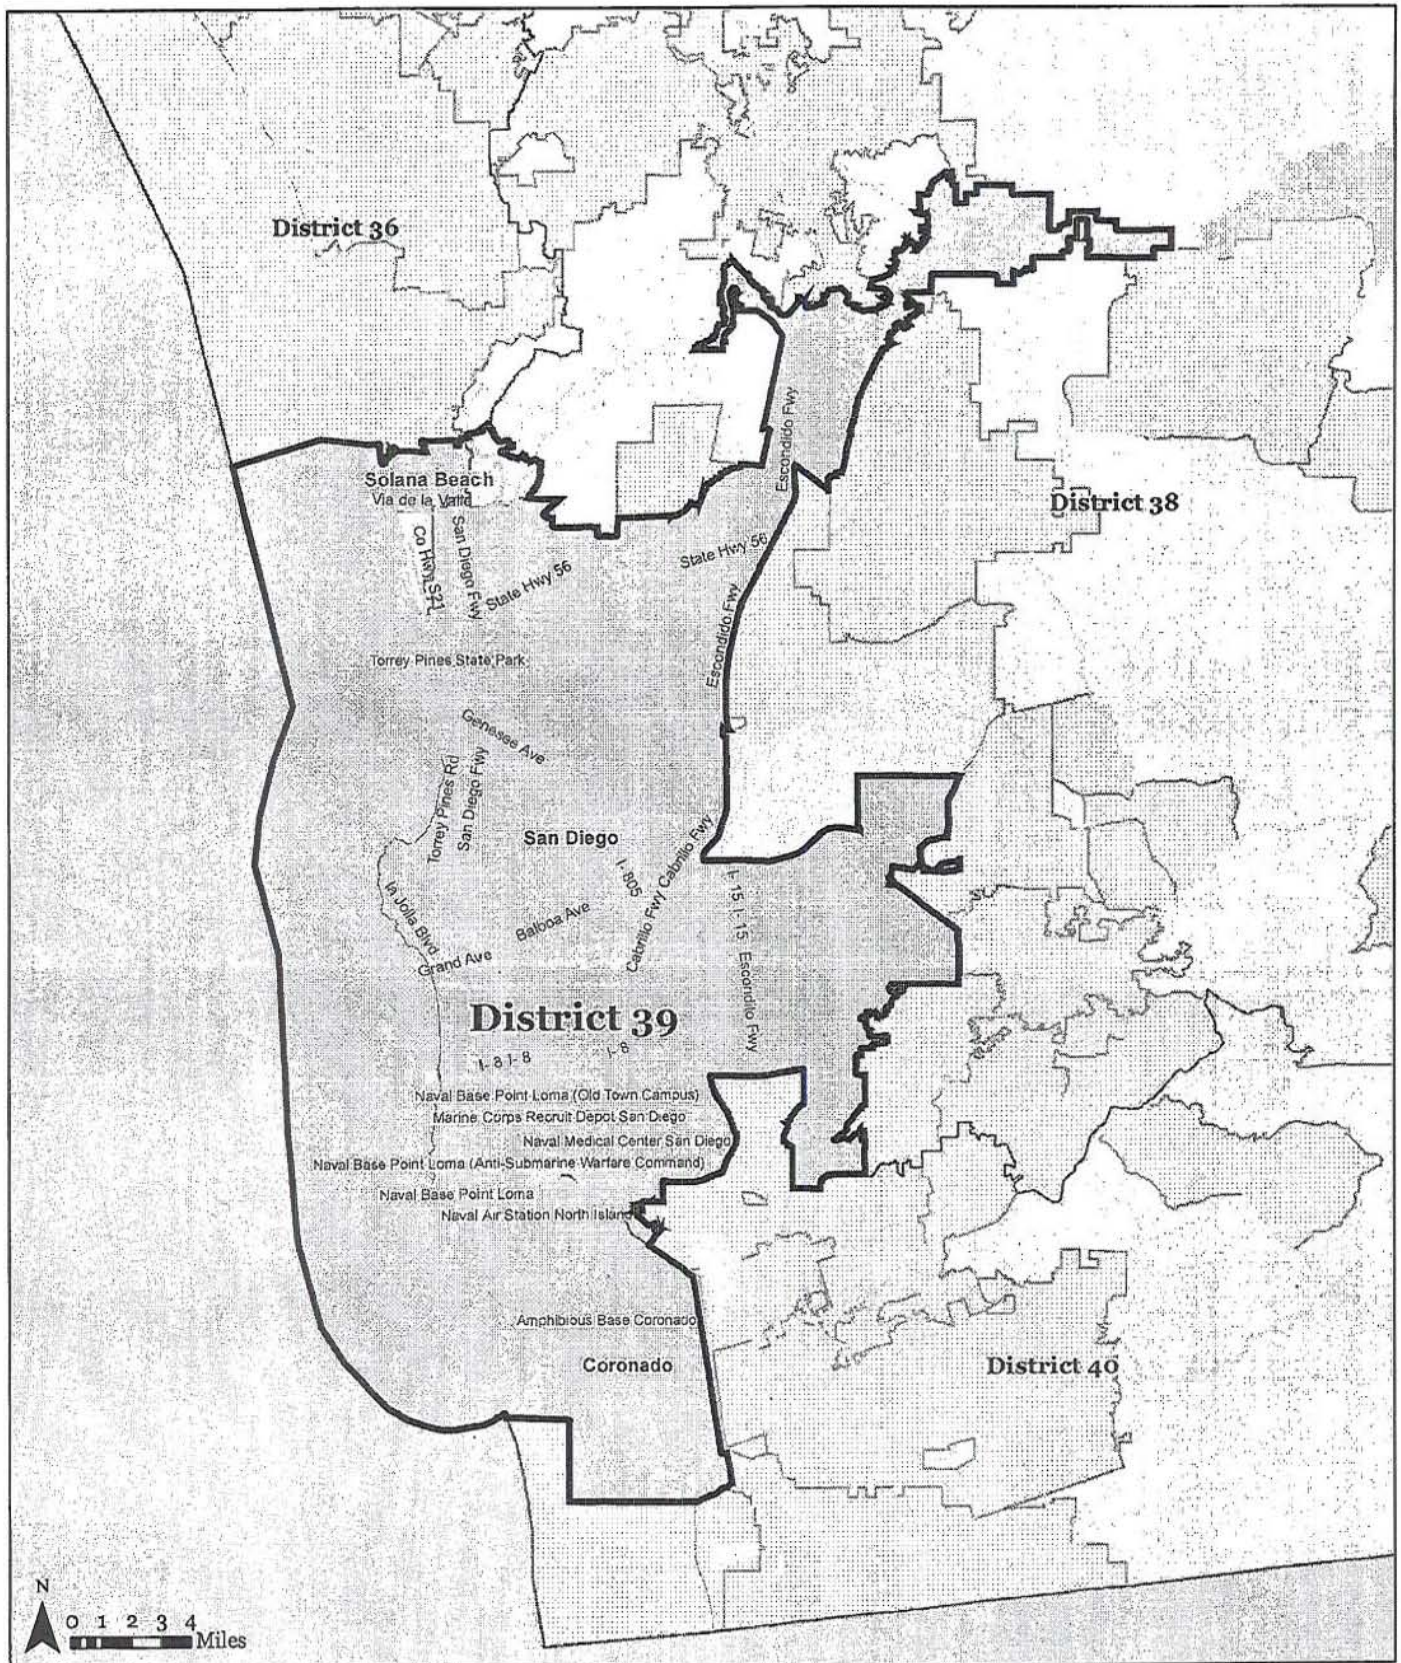 District 36
Escondido Fwy
Solana Beach
Via de la Valle
District 38
Co Hwy S21
San Diego Fwy
State Hwy 56
State Hwy 56
Escondido Fwy
Torrey Pines State Park
Genesse Ave
Torrey Pines Rd
San Diego Fwy
San Diego
Cabrillo Fwy Cabrillo Fwy
I- 805
I- 15 I- 15 Escondito Fwy
la Jolla Blvd
Balboa Ave
Grand Ave
District 39
I- 8 I- 8
I- 8
Naval Base Point Loma (Old Town Campus)
Marine Corps Recruit Depot San Diego
Naval Medical Center San Diego
Naval Base Point Loma (Anti-Submarine Warfare Command)
Naval Base Point Loma
Naval Air Station North Island
Amphibious Base Coronado
Coronado
District 40
N
0 1 2 3 4
Miles